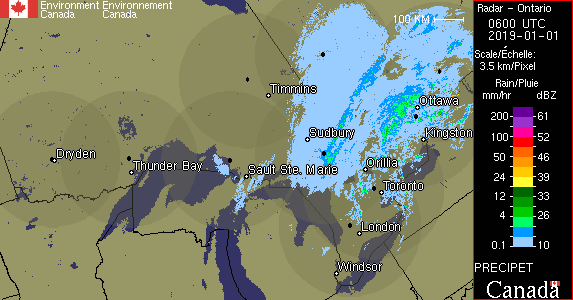 Environment Environnement
Canada Canada
100 KM
Timmins
Ottawa
Sudbury
Kingston
Dryden
Thunder Bay
Sault Ste. Marie
Orillia
Toronto
London
Windsor
Radar - Ontario
0600 UTC
2019-01-01
Scale/Échelle:
3.5 km/Pixel
Rain/Pluie
mm/hr dBZ
200 61
100 52
50 46
24 39
12 33
4 26
0.1 10
PRECIPET
Canada